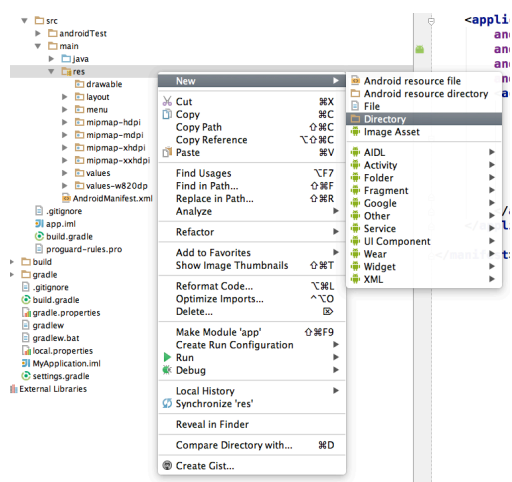 src
androidTest
main
java
res
drawable
layout
menu
mipmap-hdpi
mipmap-mdpi
mipmap-xhdpi
mipmap-xxhdpi
values
values-w820dp
AndroidManifest.xml
.gitignore
app.iml
build.gradle
proguard-rules.pro
build
gradle
.gitignore
build.gradle
gradle.properties
gradlew
gradlew.bat
local.properties
MyApplication.iml
settings.gradle
External Libraries
New
Cut ⌘X
Copy ⌘C
Copy Path ⇧⌘C
Copy Reference ⌥⇧⌘C
Paste ⌘V
Find Usages ⌥F7
Find in Path... ⇧⌘F
Replace in Path... ⇧⌘R
Analyze
Refactor
Add to Favorites
Show Image Thumbnails ⇧⌘T
Reformat Code... ⌥⌘L
Optimize Imports... ^⌥O
Delete... ⌦
Make Module 'app' ⇧⌘F9
Create Run Configuration
Run
Debug
Local History
Synchronize 'res'
Reveal in Finder
Compare Directory with... ⌘D
Create Gist...
Android resource file
Android resource directory
File
Directory
Image Asset
AIDL
Activity
Folder
Fragment
Google
Other
Service
UI Component
Wear
Widget
XML
<appli
and
and
and
</manifest>